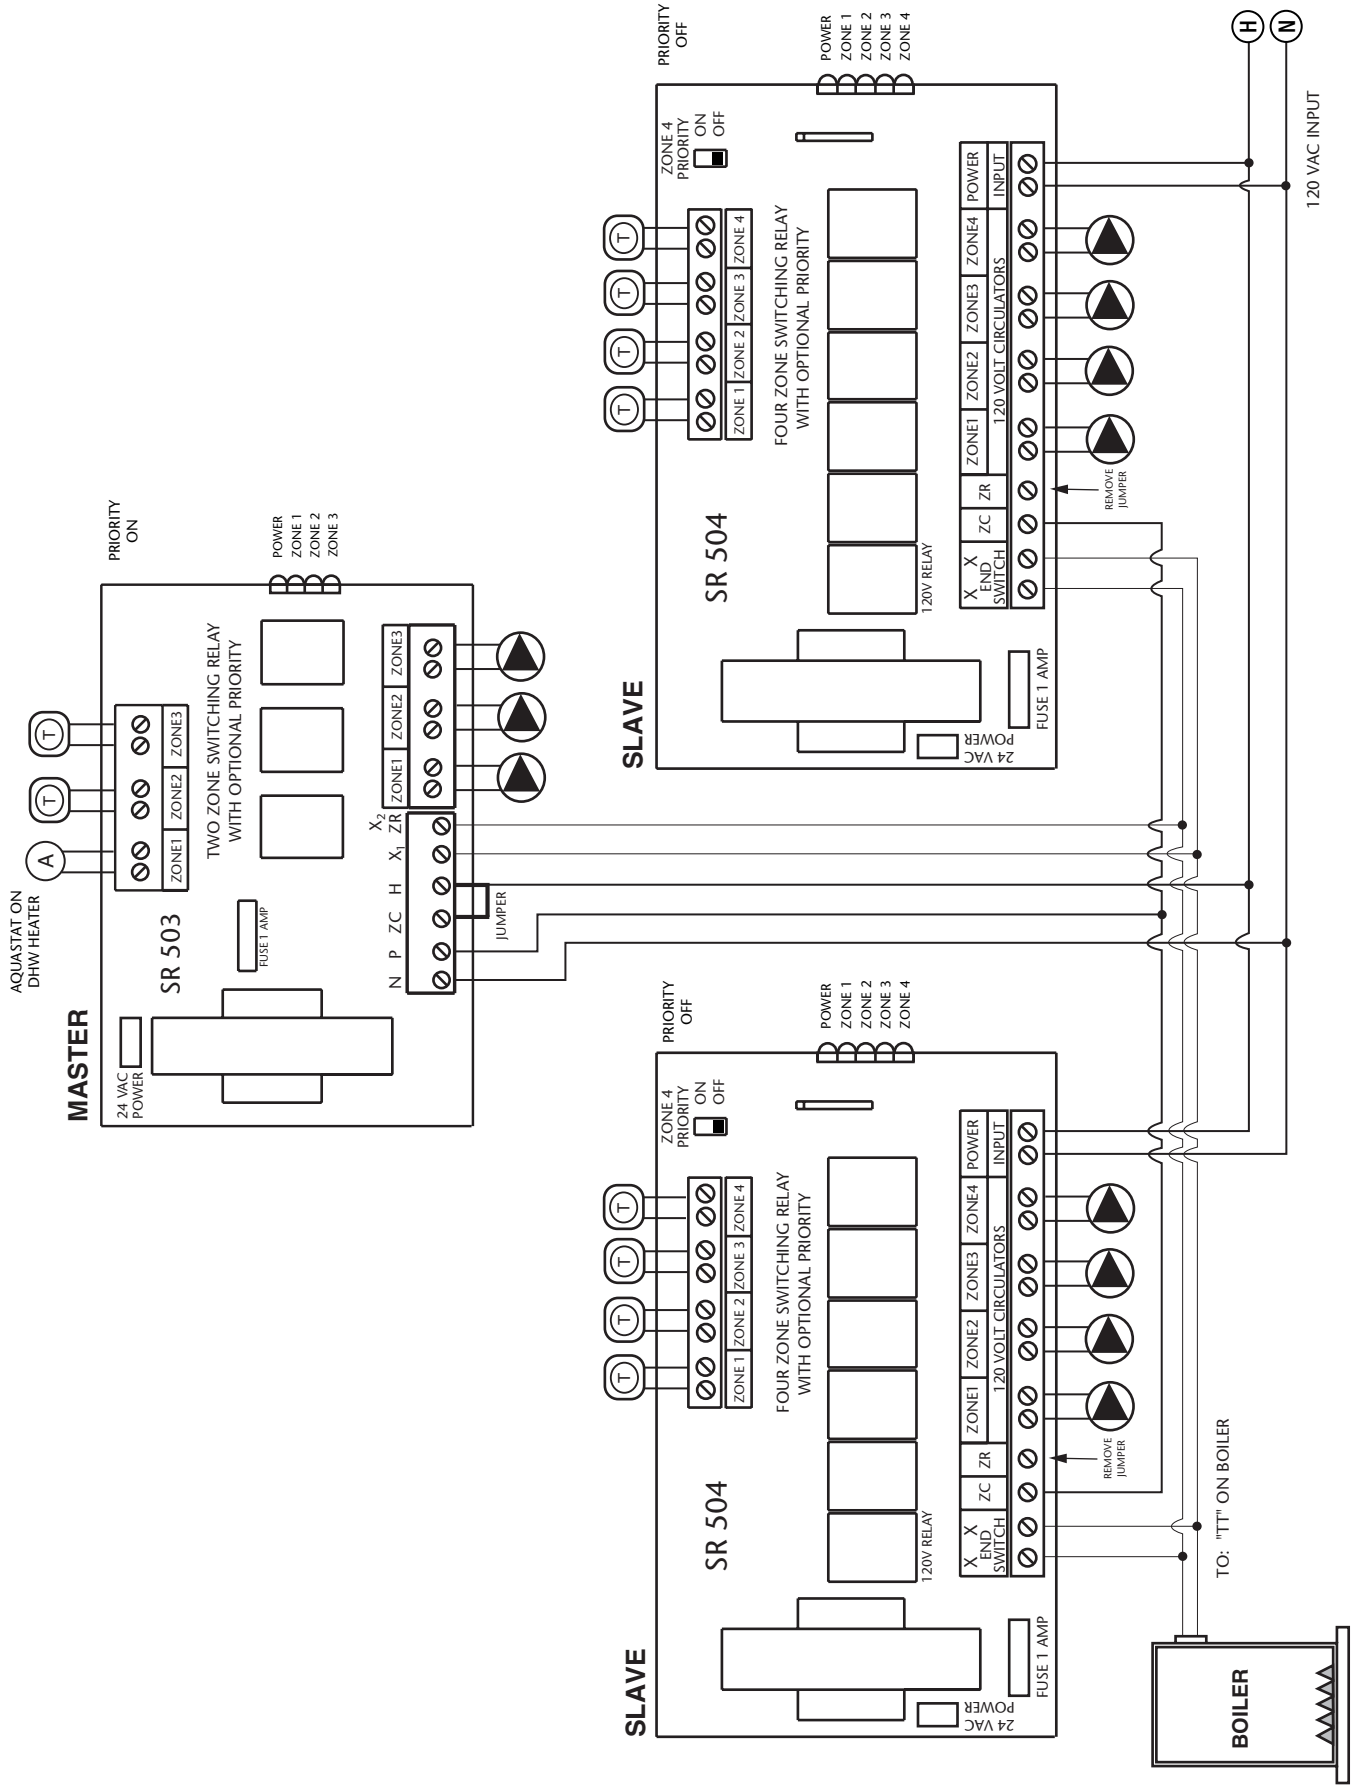 MASTER
AQUASTAT ON
DHW HEATER
A
T
T
PRIORITY
ON
24 VAC
POWER
SR 503
FUSE 1 AMP
ZONE1
ZONE2
ZONE3
TWO ZONE SWITCHING RELAY
WITH OPTIONAL PRIORITY
POWER
ZONE 1
ZONE 2
ZONE 3
N
P
ZC
H
X1
X2
ZR
ZONE1
ZONE2
ZONE3
JUMPER
SLAVE
T
T
T
T
PRIORITY
OFF
SR 504
ZONE 1
ZONE 2
ZONE 3
ZONE 4
ZONE 4
PRIORITY
ON
OFF
FOUR ZONE SWITCHING RELAY
WITH OPTIONAL PRIORITY
POWER
ZONE 1
ZONE 2
ZONE 3
ZONE 4
120V RELAY
24 VAC
POWER
FUSE 1 AMP
X X
END
SWITCH
ZC
ZR
ZONE1
ZONE2
ZONE3
ZONE4
120 VOLT CIRCULATORS
POWER
INPUT
REMOVE
JUMPER
SLAVE
T
T
T
T
PRIORITY
OFF
SR 504
ZONE 1
ZONE 2
ZONE 3
ZONE 4
ZONE 4
PRIORITY
ON
OFF
FOUR ZONE SWITCHING RELAY
WITH OPTIONAL PRIORITY
POWER
ZONE 1
ZONE 2
ZONE 3
ZONE 4
120V RELAY
24 VAC
POWER
FUSE 1 AMP
X X
END
SWITCH
ZC
ZR
ZONE1
ZONE2
ZONE3
ZONE4
120 VOLT CIRCULATORS
POWER
INPUT
REMOVE
JUMPER
H
N
120 VAC INPUT
TO: "TT" ON BOILER
BOILER